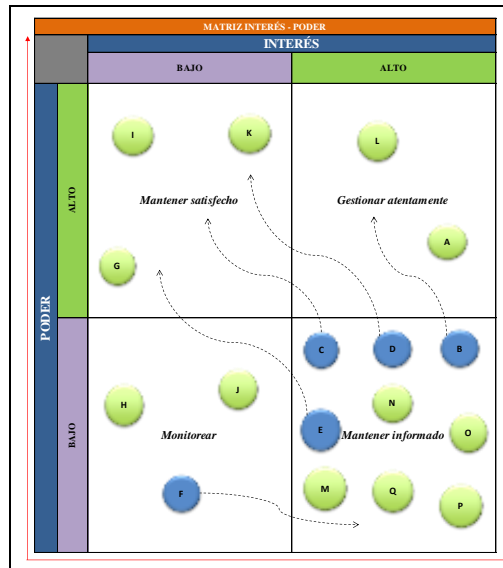 MATRIZ INTERÉS - PODER
INTERÉS
BAJO
ALTO
PODER
ALTO
I
K
L
Mantener satisfecho
Gestionar atentamente
A
G
BAJO
C
D
B
H
J
N
Monitorear
E
Mantener informado
O
F
M
Q
P